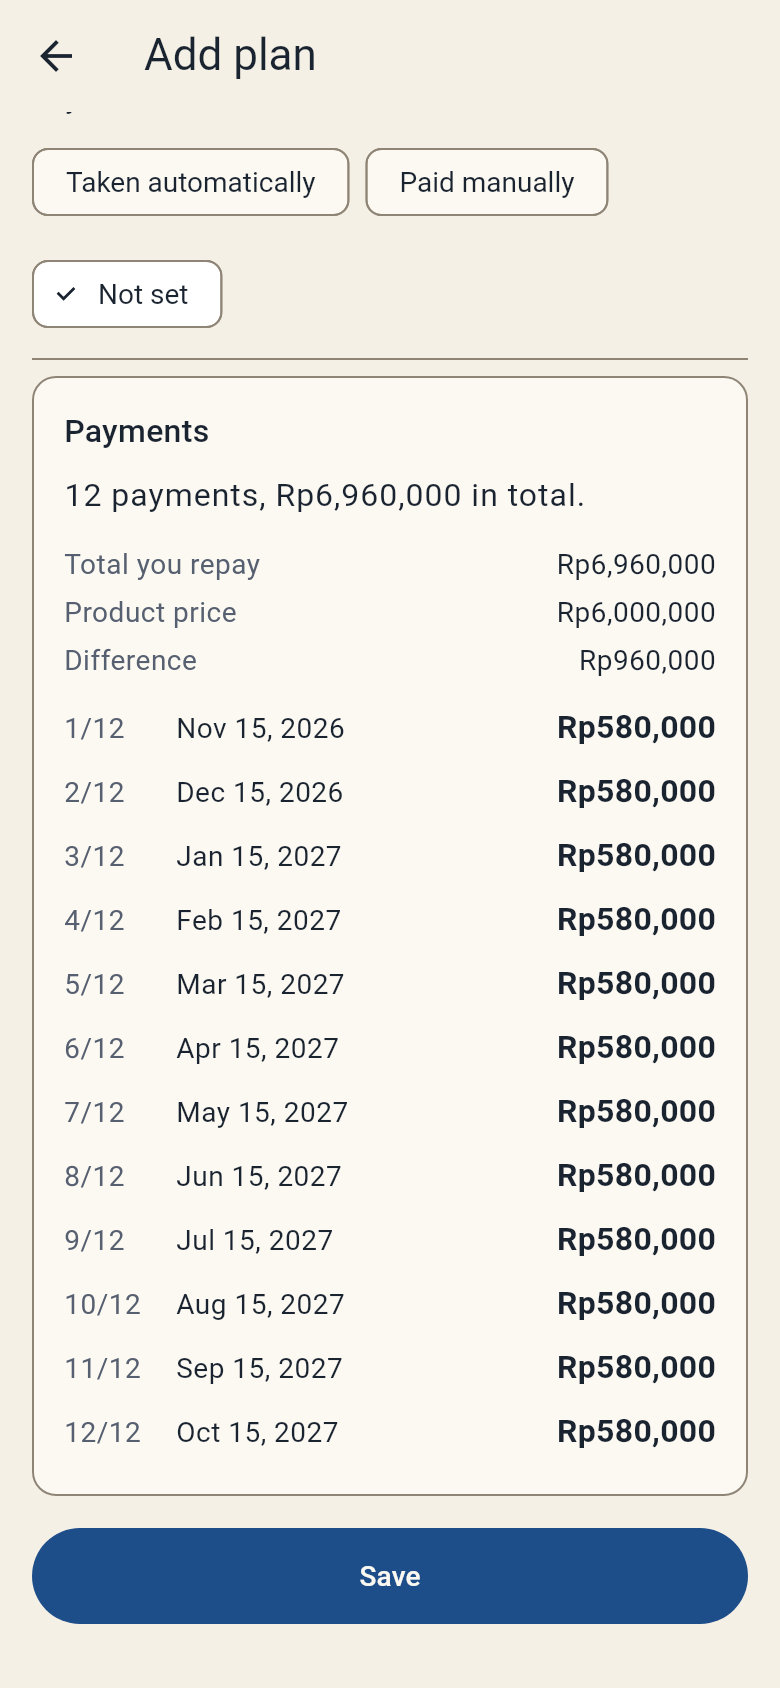 Add plan
Taken automatically
Paid manually
Not set
Payments
12 payments, Rp6,960,000 in total.
Total you repay Rp6,960,000
Product price Rp6,000,000
Difference Rp960,000
1/12 Nov 15, 2026 Rp580,000
2/12 Dec 15, 2026 Rp580,000
3/12 Jan 15, 2027 Rp580,000
4/12 Feb 15, 2027 Rp580,000
5/12 Mar 15, 2027 Rp580,000
6/12 Apr 15, 2027 Rp580,000
7/12 May 15, 2027 Rp580,000
8/12 Jun 15, 2027 Rp580,000
9/12 Jul 15, 2027 Rp580,000
10/12 Aug 15, 2027 Rp580,000
11/12 Sep 15, 2027 Rp580,000
12/12 Oct 15, 2027 Rp580,000
Save